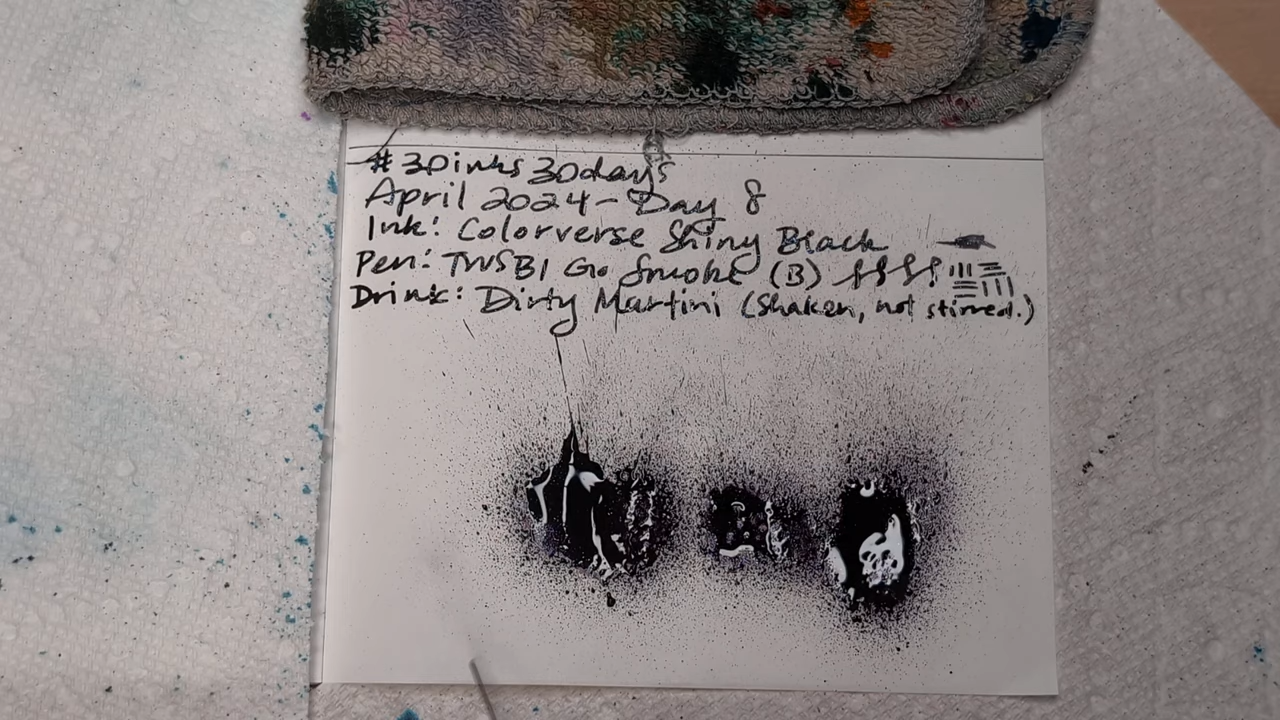 #30inks30days
April 2024 - Day 8
Ink: Colorverse Shiny Black
Pen: TWSBI Go Smoke (B)
Drink: Dirty Martini (Shaken, not stirred.)